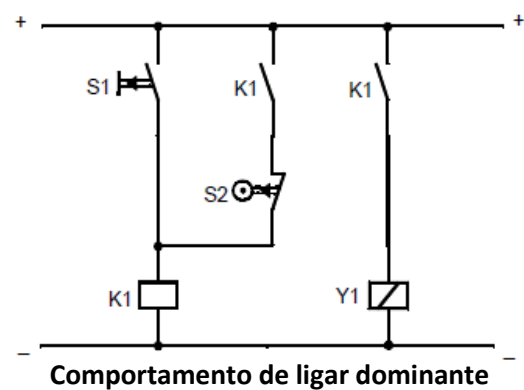 + +
S1 K1 K1
S2
K1 Y1
– –
Comportamento de ligar dominante